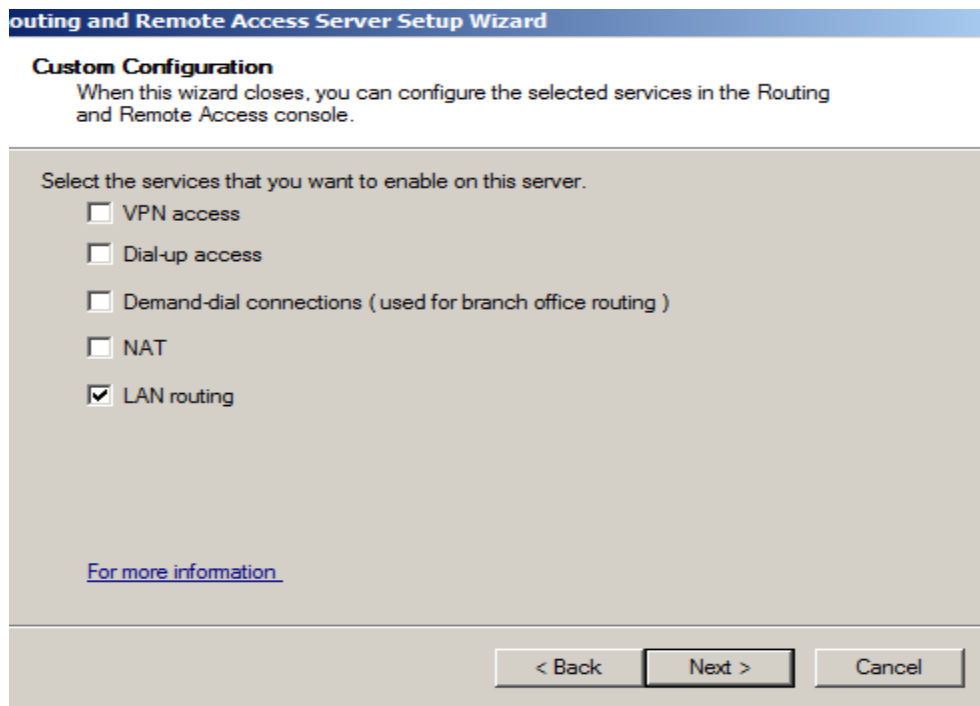 outing and Remote Access Server Setup Wizard
Custom Configuration
When this wizard closes, you can configure the selected services in the Routing
and Remote Access console.
Select the services that you want to enable on this server.
VPN access
Dial-up access
Demand-dial connections ( used for branch office routing )
NAT
LAN routing
For more information
< Back
Next >
Cancel